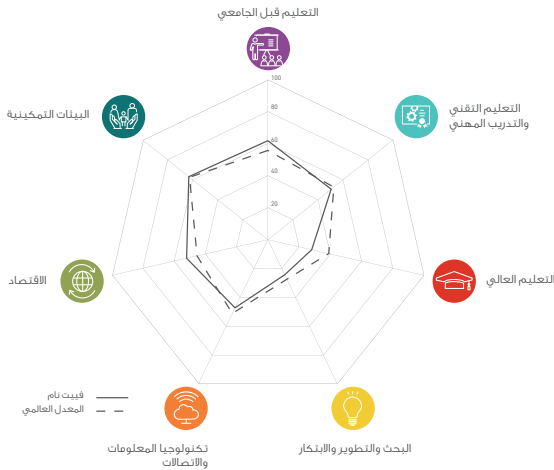 التعليم قبل الجامعي
100
80
60
40
20
التعليم التقني
والتدريب المهني
التعليم العالي
البحث والتطوير والابتكار
تكنولوجيا المعلومات
والاتصالات
الاقتصاد
البيئات التمكينية
فييت نام
المعدل العالمي